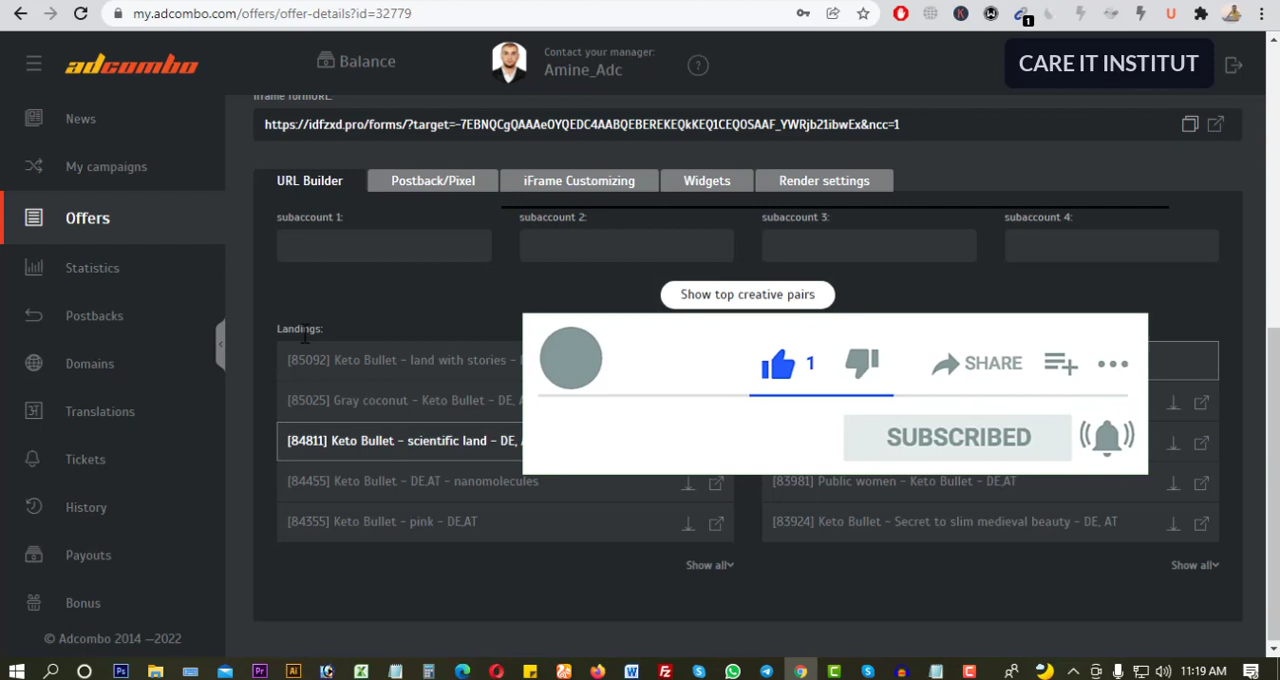 my.adcombo.com/offers/offer-details?id=32779
1
adcombo
Balance
Contact your manager:
Amine_Adc
?
CARE IT INSTITUT
News
My campaigns
Offers
Statistics
Postbacks
Domains
Translations
Tickets
History
Payouts
Bonus
© Adcombo 2014 —2022
iframe formURL:
https://idfzxd.pro/forms/?target=-7EBNQCgQAAAeOYQEDC4AABQEBEREKEQkKEQ1CEQ0SAAF_YWRjb21ibwEx&ncc=1
URL Builder
Postback/Pixel
iFrame Customizing
Widgets
Render settings
subaccount 1:
subaccount 2:
subaccount 3:
subaccount 4:
Show top creative pairs
Landings:
[85092] Keto Bullet – land with stories –
[85025] Gray coconut – Keto Bullet – DE,
[84811] Keto Bullet – scientific land – DE,
[84455] Keto Bullet – DE,AT – nanomolecules
[84355] Keto Bullet – pink – DE,AT
Show all
[83981] Public women – Keto Bullet – DE,AT
[83924] Keto Bullet – Secret to slim medieval beauty – DE, AT
Show all
1
SHARE
SUBSCRIBED
11:19 AM